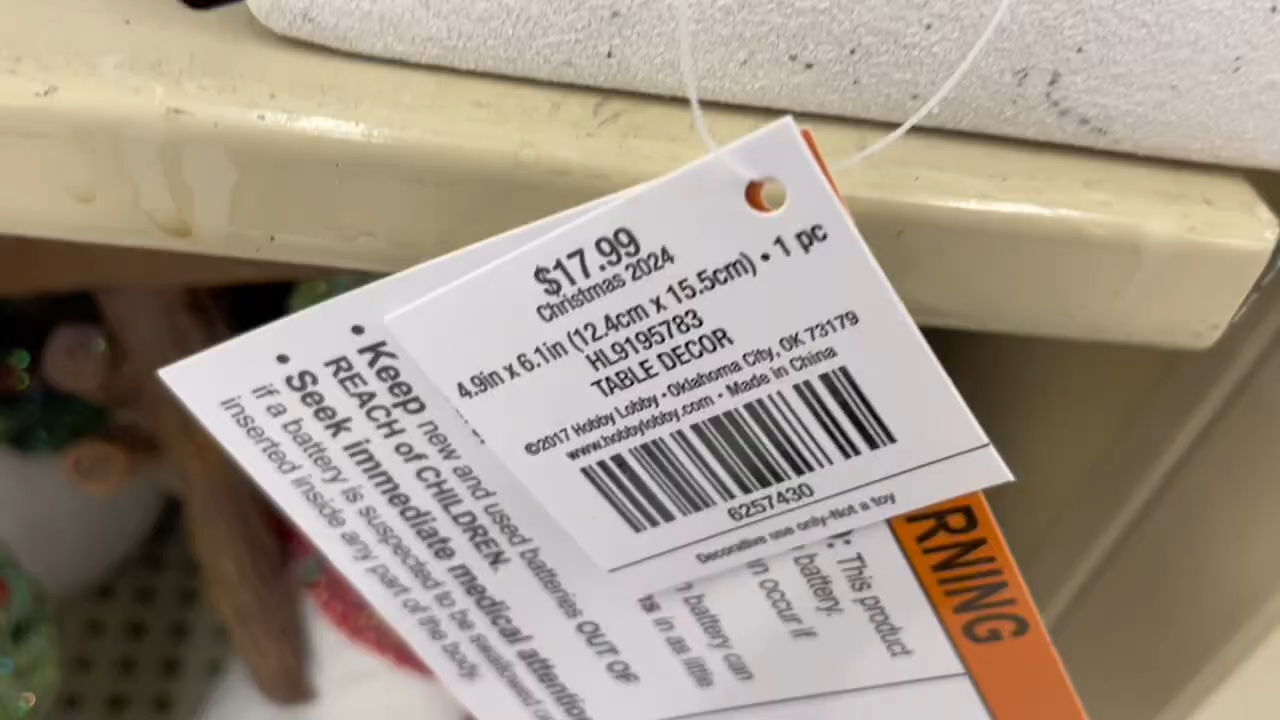 $17.99
Christmas 2024
4.9in x 6.1in (12.4cm x 15.5cm) • 1 pc
HL9195783
TABLE DECOR
©2017 Hobby Lobby • Oklahoma City, OK 73179
www.hobbylobby.com • Made in China
6257430
Decorative use only-Not a toy
• Keep new and used batteries OUT OF
REACH of CHILDREN.
• Seek immediate medical attention
if a battery is suspected to be swallowed or
inserted inside any part of the body.
RNING
: This product
battery.
n occur if
battery can
s in as little